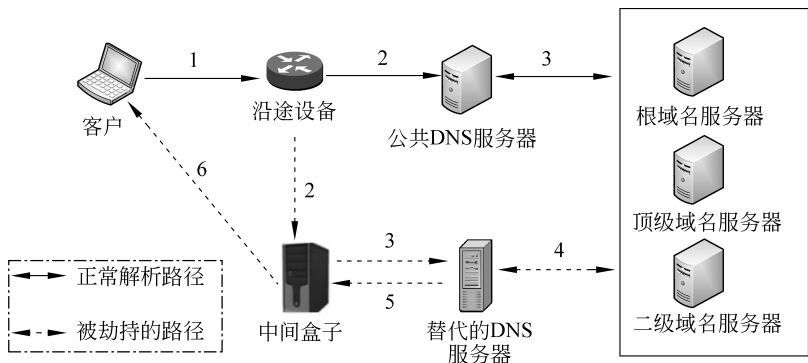 1
2
3
客户
沿途设备
公共DNS服务器
根域名服务器
6
2
顶级域名服务器
3
4
5
正常解析路径
被劫持的路径
中间盒子
替代的DNS
服务器
二级域名服务器